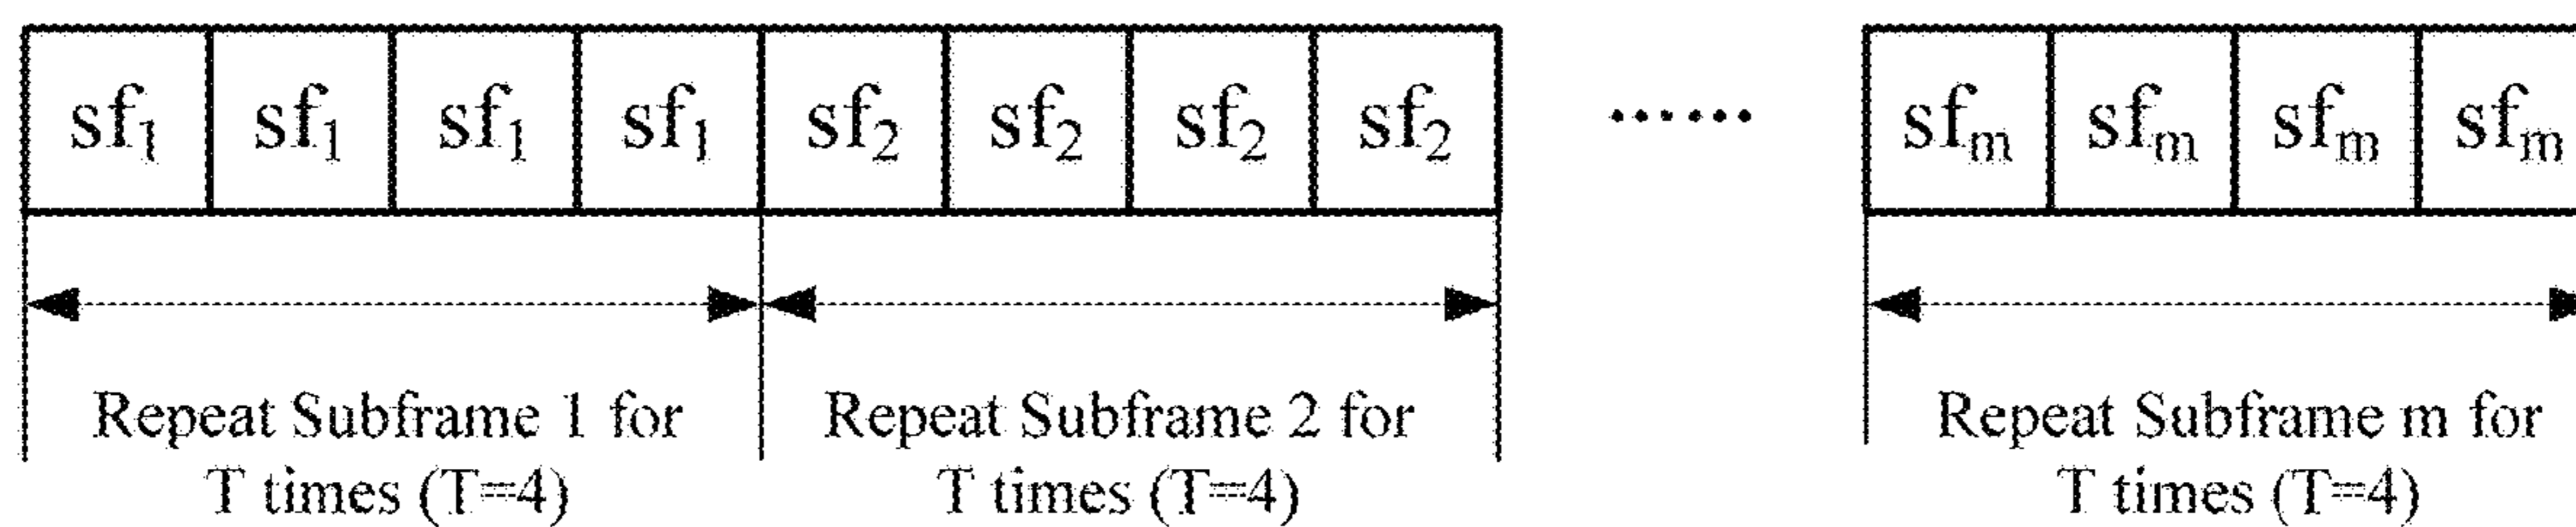 sf₁ sf₁ sf₁ sf₁ sf₂ sf₂ sf₂ sf₂ ...... sfₘ sfₘ sfₘ sfₘ
Repeat Subframe 1 for
T times (T=4)
Repeat Subframe 2 for
T times (T=4)
Repeat Subframe m for
T times (T=4)